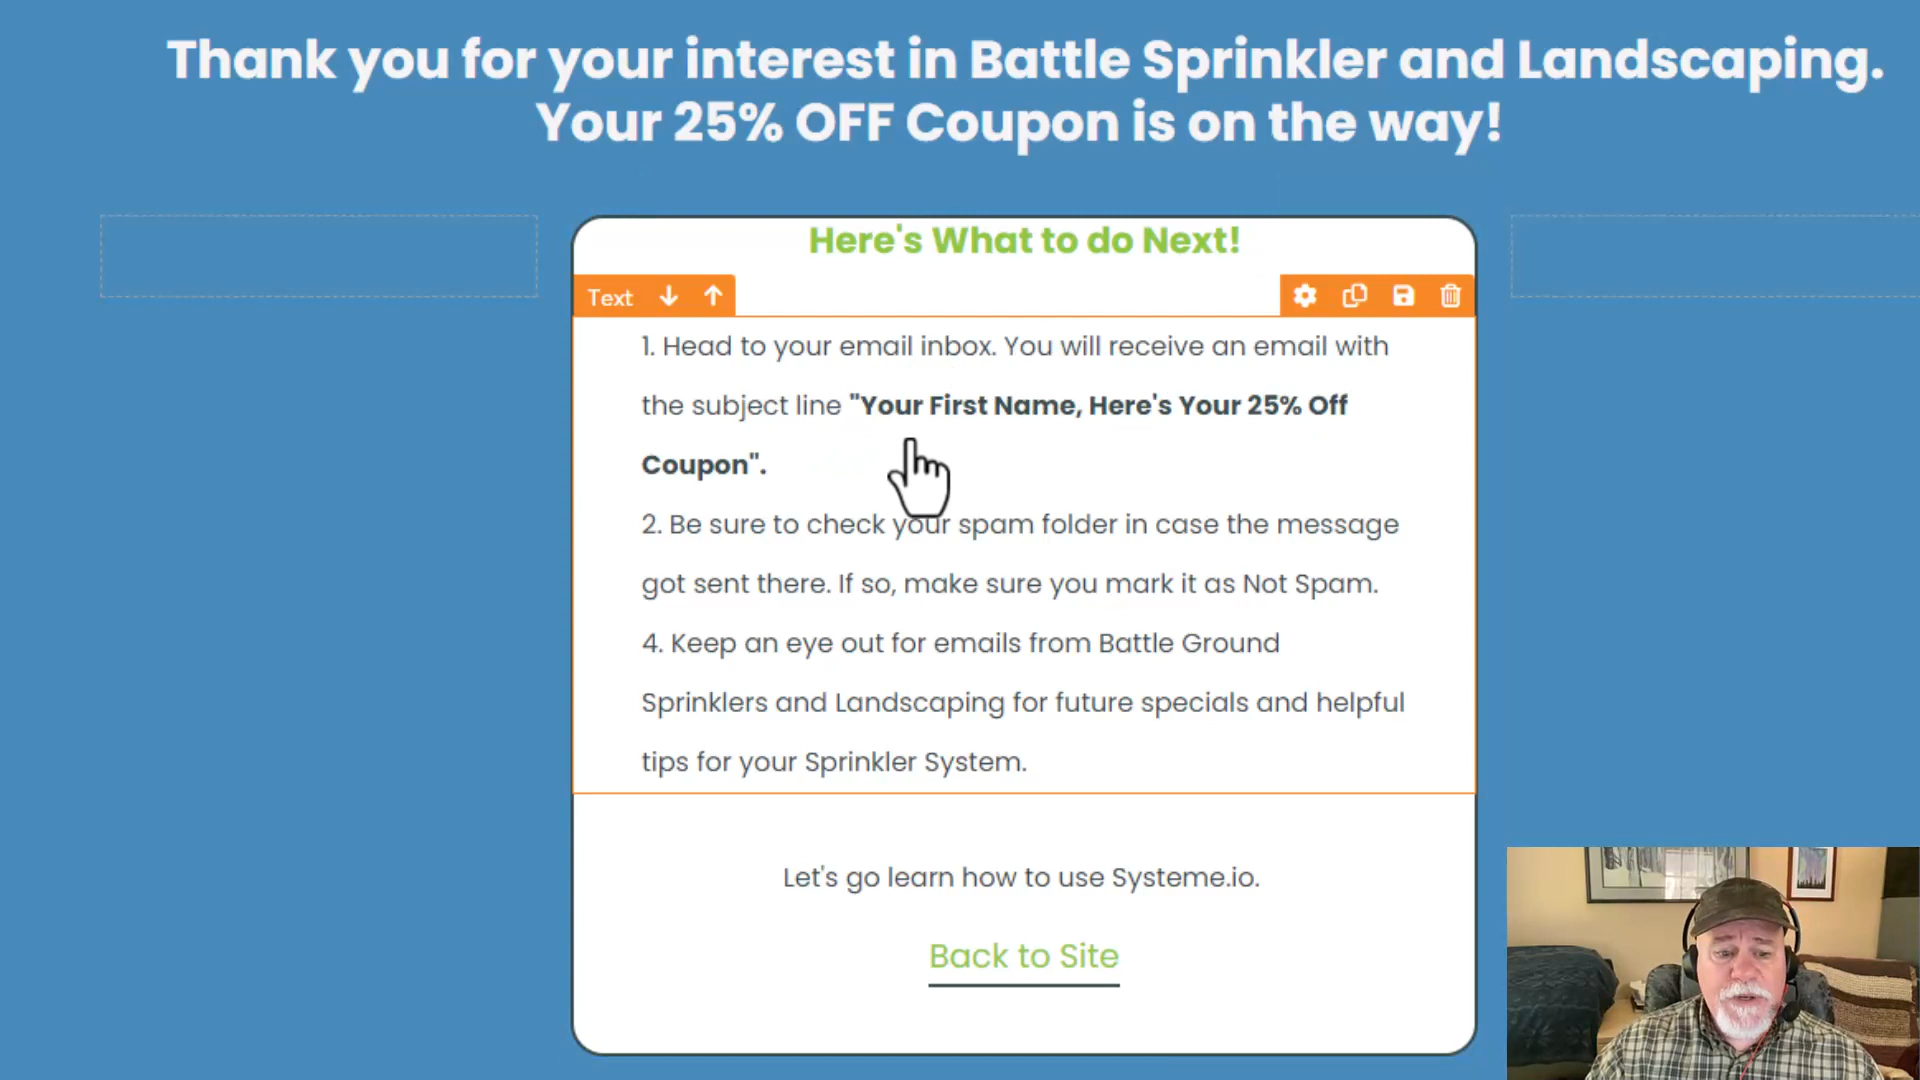 Thank you for your interest in Battle Sprinkler and Landscaping.
Your 25% OFF Coupon is on the way!
Here's What to do Next!
Text
1. Head to your email inbox. You will receive an email with
the subject line "Your First Name, Here's Your 25% Off
Coupon".
2. Be sure to check your spam folder in case the message
got sent there. If so, make sure you mark it as Not Spam.
4. Keep an eye out for emails from Battle Ground
Sprinklers and Landscaping for future specials and helpful
tips for your Sprinkler System.
Let's go learn how to use Systeme.io.
Back to Site